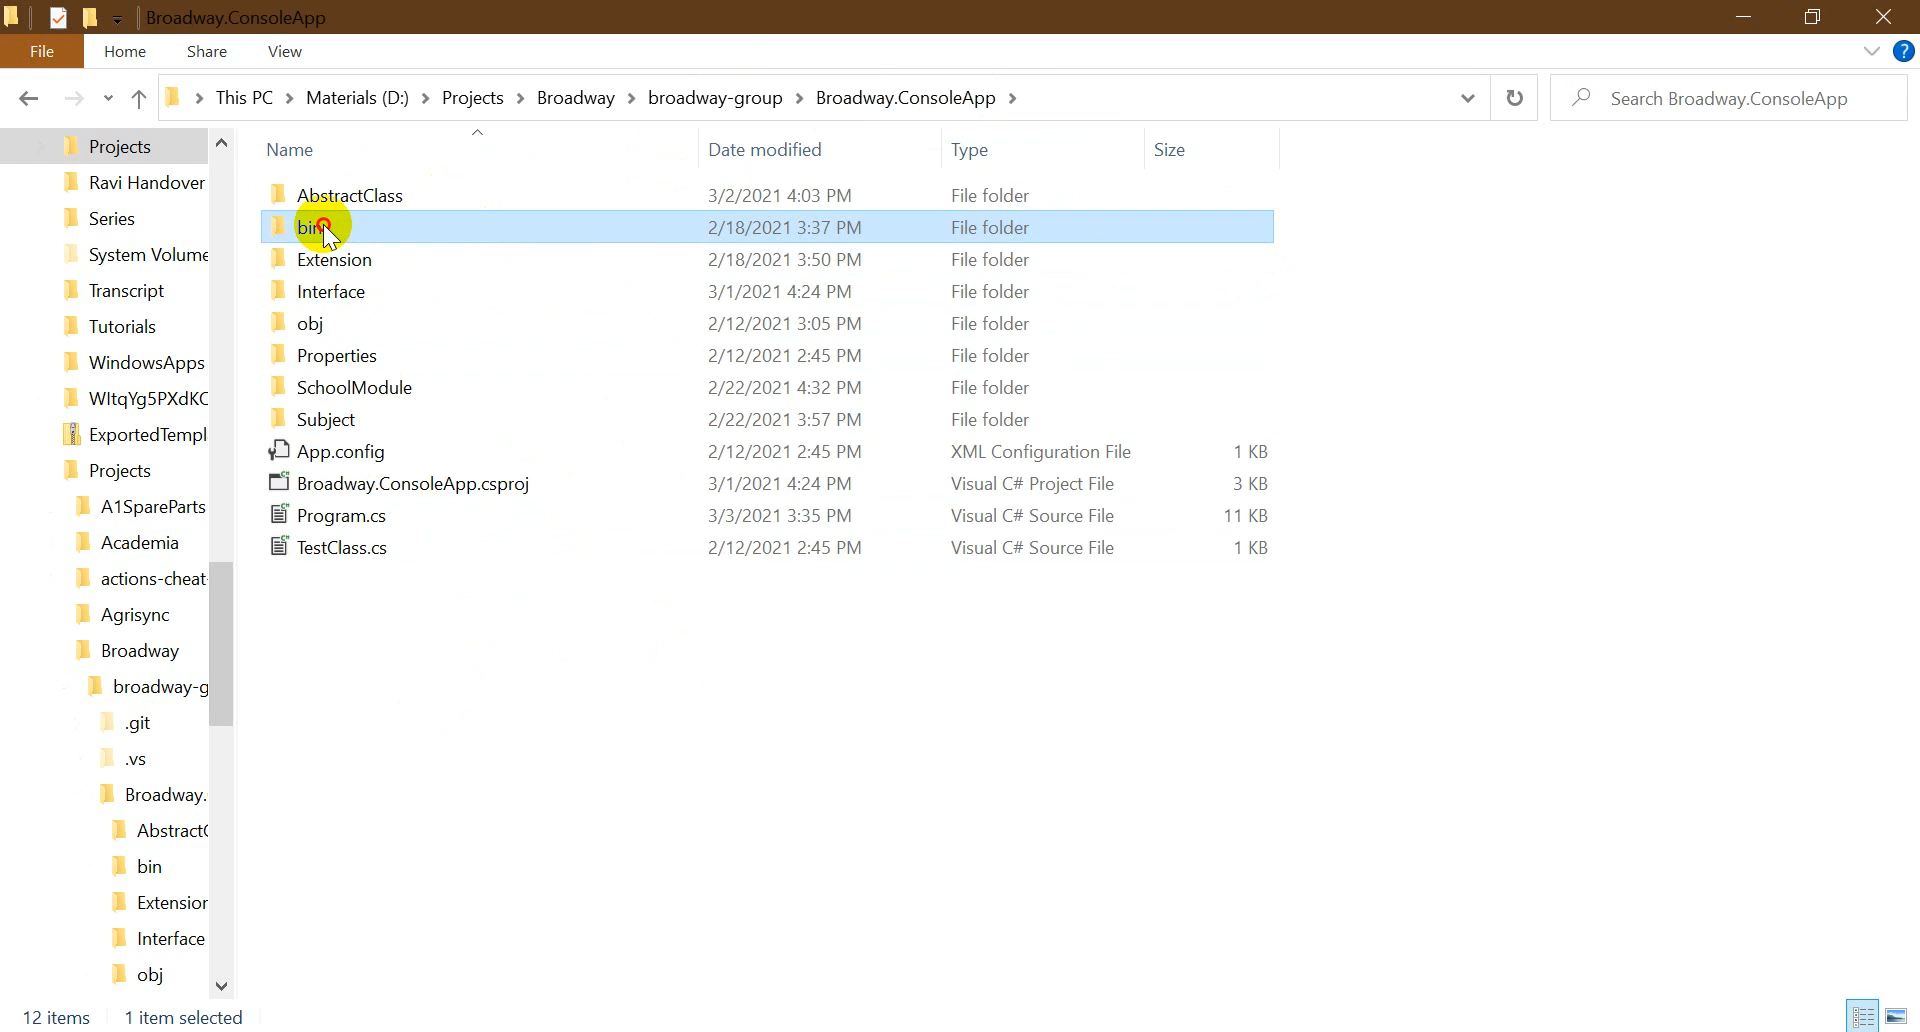 Broadway.ConsoleApp
File Home Share View
This PC Materials (D:) Projects Broadway broadway-group Broadway.ConsoleApp Search Broadway.ConsoleApp
Projects
Ravi Handover
Series
System Volume
Transcript
Tutorials
WindowsApps
ExportedTempl
Projects
A1SpareParts
Academia
actions-cheat-
Agrisync
Broadway
broadway-g
.git
.vs
Broadway.
Abstract
bin
Extension
Interface
obj
Name Date modified Type Size
AbstractClass 3/2/2021 4:03 PM File folder
bin 2/18/2021 3:37 PM File folder
Extension 2/18/2021 3:50 PM File folder
Interface 3/1/2021 4:24 PM File folder
obj 2/12/2021 3:05 PM File folder
Properties 2/12/2021 2:45 PM File folder
SchoolModule 2/22/2021 4:32 PM File folder
Subject 2/22/2021 3:57 PM File folder
App.config 2/12/2021 2:45 PM XML Configuration File 1 KB
Broadway.ConsoleApp.csproj 3/1/2021 4:24 PM Visual C# Project File 3 KB
Program.cs 3/3/2021 3:35 PM Visual C# Source File 11 KB
TestClass.cs 2/12/2021 2:45 PM Visual C# Source File 1 KB
12 items 1 item selected